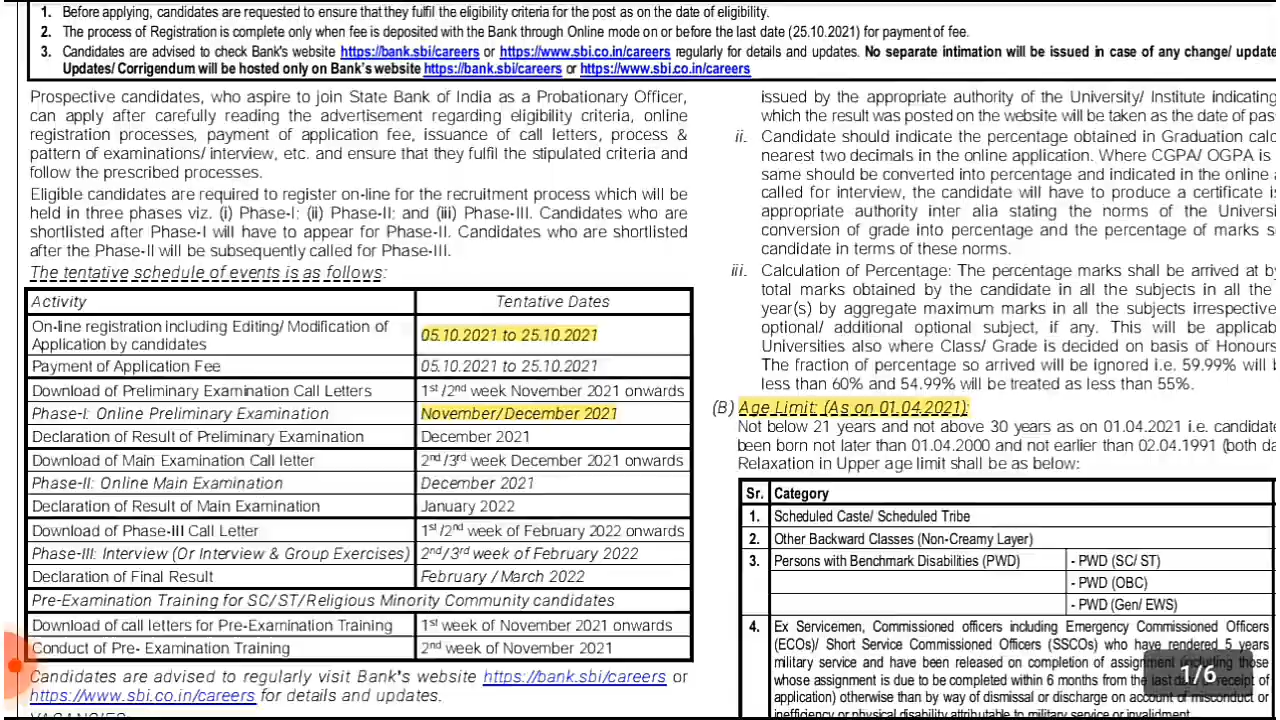 1. Before applying, candidates are requested to ensure that they fulfil the eligibility criteria for the post as on the date of eligibility.
2. The process of Registration is complete only when fee is deposited with the Bank through Online mode on or before the last date (25.10.2021) for payment of fee.
3. Candidates are advised to check Bank's website https://bank.sbi/careers or https://www.sbi.co.in/careers regularly for details and updates. No separate intimation will be issued in case of any change/ update
Updates/ Corrigendum will be hosted only on Bank's website https://bank.sbi/careers or https://www.sbi.co.in/careers
Prospective candidates, who aspire to join State Bank of India as a Probationary Officer,
can apply after carefully reading the advertisement regarding eligibility criteria, online
registration processes, payment of application fee, issuance of call letters, process &
pattern of examinations/ interview, etc. and ensure that they fulfil the stipulated criteria and
follow the prescribed processes.
Eligible candidates are required to register on-line for the recruitment process which will be
held in three phases viz. (i) Phase-I; (ii) Phase-II; and (iii) Phase-III. Candidates who are
shortlisted after Phase-I will have to appear for Phase-II. Candidates who are shortlisted
after the Phase-II will be subsequently called for Phase-III.
The tentative schedule of events is as follows:
Activity Tentative Dates
On-line registration including Editing/ Modification of
Application by candidates 05.10.2021 to 25.10.2021
Payment of Application Fee 05.10.2021 to 25.10.2021
Download of Preliminary Examination Call Letters 1st /2nd week November 2021 onwards
Phase-I: Online Preliminary Examination November/December 2021
Declaration of Result of Preliminary Examination December 2021
Download of Main Examination Call letter 2nd /3rd week December 2021 onwards
Phase-II: Online Main Examination December 2021
Declaration of Result of Main Examination January 2022
Download of Phase-III Call Letter 1st /2nd week of February 2022 onwards
Phase-III: Interview (Or Interview & Group Exercises) 2nd/3rd week of February 2022
Declaration of Final Result February / March 2022
Pre-Examination Training for SC/ST/Religious Minority Community candidates
Download of call letters for Pre-Examination Training 1st week of November 2021 onwards
Conduct of Pre- Examination Training 2nd week of November 2021
Candidates are advised to regularly visit Bank's website https://bank.sbi/careers or
https://www.sbi.co.in/careers for details and updates.
VACANCIES:
issued by the appropriate authority of the University/ Institute indicating
which the result was posted on the website will be taken as the date of pas
ii. Candidate should indicate the percentage obtained in Graduation calc
nearest two decimals in the online application. Where CGPA/ OGPA is
same should be converted into percentage and indicated in the online a
called for interview, the candidate will have to produce a certificate is
appropriate authority inter alia stating the norms of the Universi
conversion of grade into percentage and the percentage of marks s
candidate in terms of these norms.
iii. Calculation of Percentage: The percentage marks shall be arrived at by
total marks obtained by the candidate in all the subjects in all the
year(s) by aggregate maximum marks in all the subjects irrespective
optional/ additional optional subject, if any. This will be applicab
Universities also where Class/ Grade is decided on basis of Honours
The fraction of percentage so arrived will be ignored i.e. 59.99% will b
less than 60% and 54.99% will be treated as less than 55%.
(B) Age Limit: (As on 01.04.2021):
Not below 21 years and not above 30 years as on 01.04.2021 i.e. candidate
been born not later than 01.04.2000 and not earlier than 02.04.1991 (both da
Relaxation in Upper age limit shall be as below:
Sr. Category
1. Scheduled Caste/ Scheduled Tribe
2. Other Backward Classes (Non-Creamy Layer)
3. Persons with Benchmark Disabilities (PWD) - PWD (SC/ ST)
- PWD (OBC)
- PWD (Gen/ EWS)
4. Ex Servicemen, Commissioned officers including Emergency Commissioned Officers
(ECOs)/ Short Service Commissioned Officers (SSCOs) who have rendered 5 years
military service and have been released on completion of assignment (including those
whose assignment is due to be completed within 6 months from the last date of receipt of
application) otherwise than by way of dismissal or discharge on account of misconduct or
inefficiency or physical disability attributable to military service or invalidment.
1/6